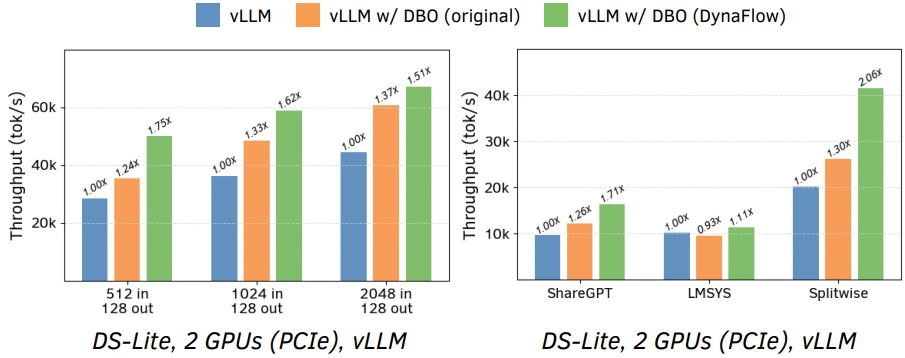 vLLM vLLM w/ DBO (original) vLLM w/ DBO (DynaFlow)
Throughput (tok/s)
60k
40k
20k
1.00x 1.24x 1.75x
1.00x 1.33x 1.62x
1.00x 1.37x 1.51x
512 in
128 out
1024 in
128 out
2048 in
128 out
DS-Lite, 2 GPUs (PCIe), vLLM
Throughput (tok/s)
40k
30k
20k
10k
1.00x 1.26x 1.71x
1.00x 0.93x 1.11x
1.00x 1.30x 2.06x
ShareGPT
LMSYS
Splitwise
DS-Lite, 2 GPUs (PCIe), vLLM